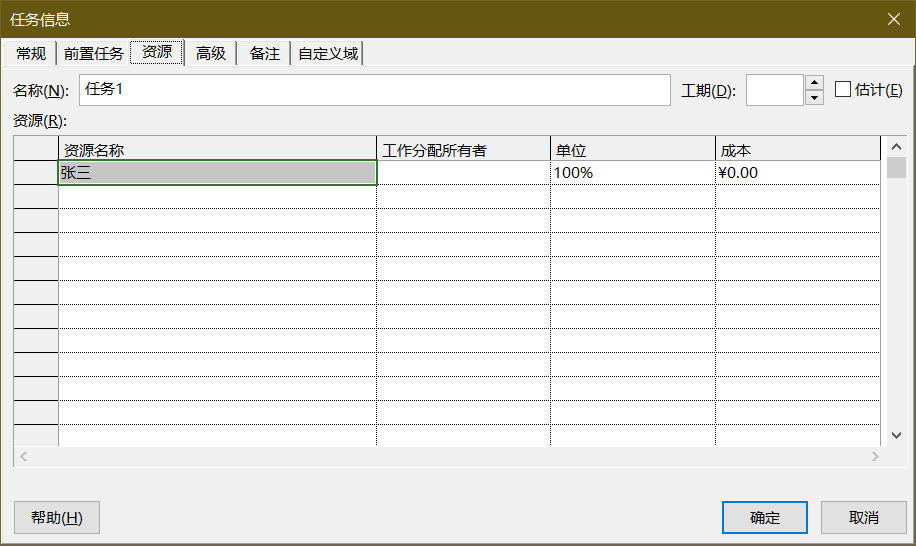 任务信息
常规 前置任务 资源 高级 备注 自定义域
名称(N): 任务1 工期(D): 估计(E)
资源(R):
资源名称 工作分配所有者 单位 成本
张三 100% ¥0.00
帮助(H) 确定 取消